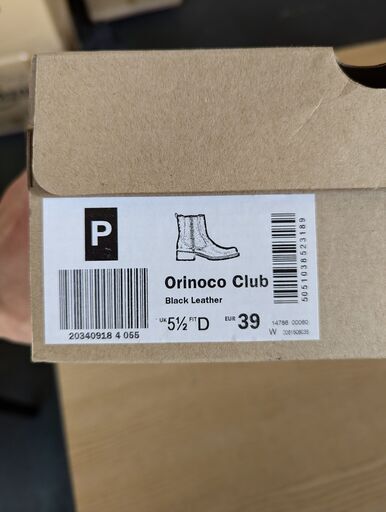 P
Orinoco Club
Black Leather
20340918 4 055
UK 5½ FIT D EUR 39
5051038523189
14786 00060
W